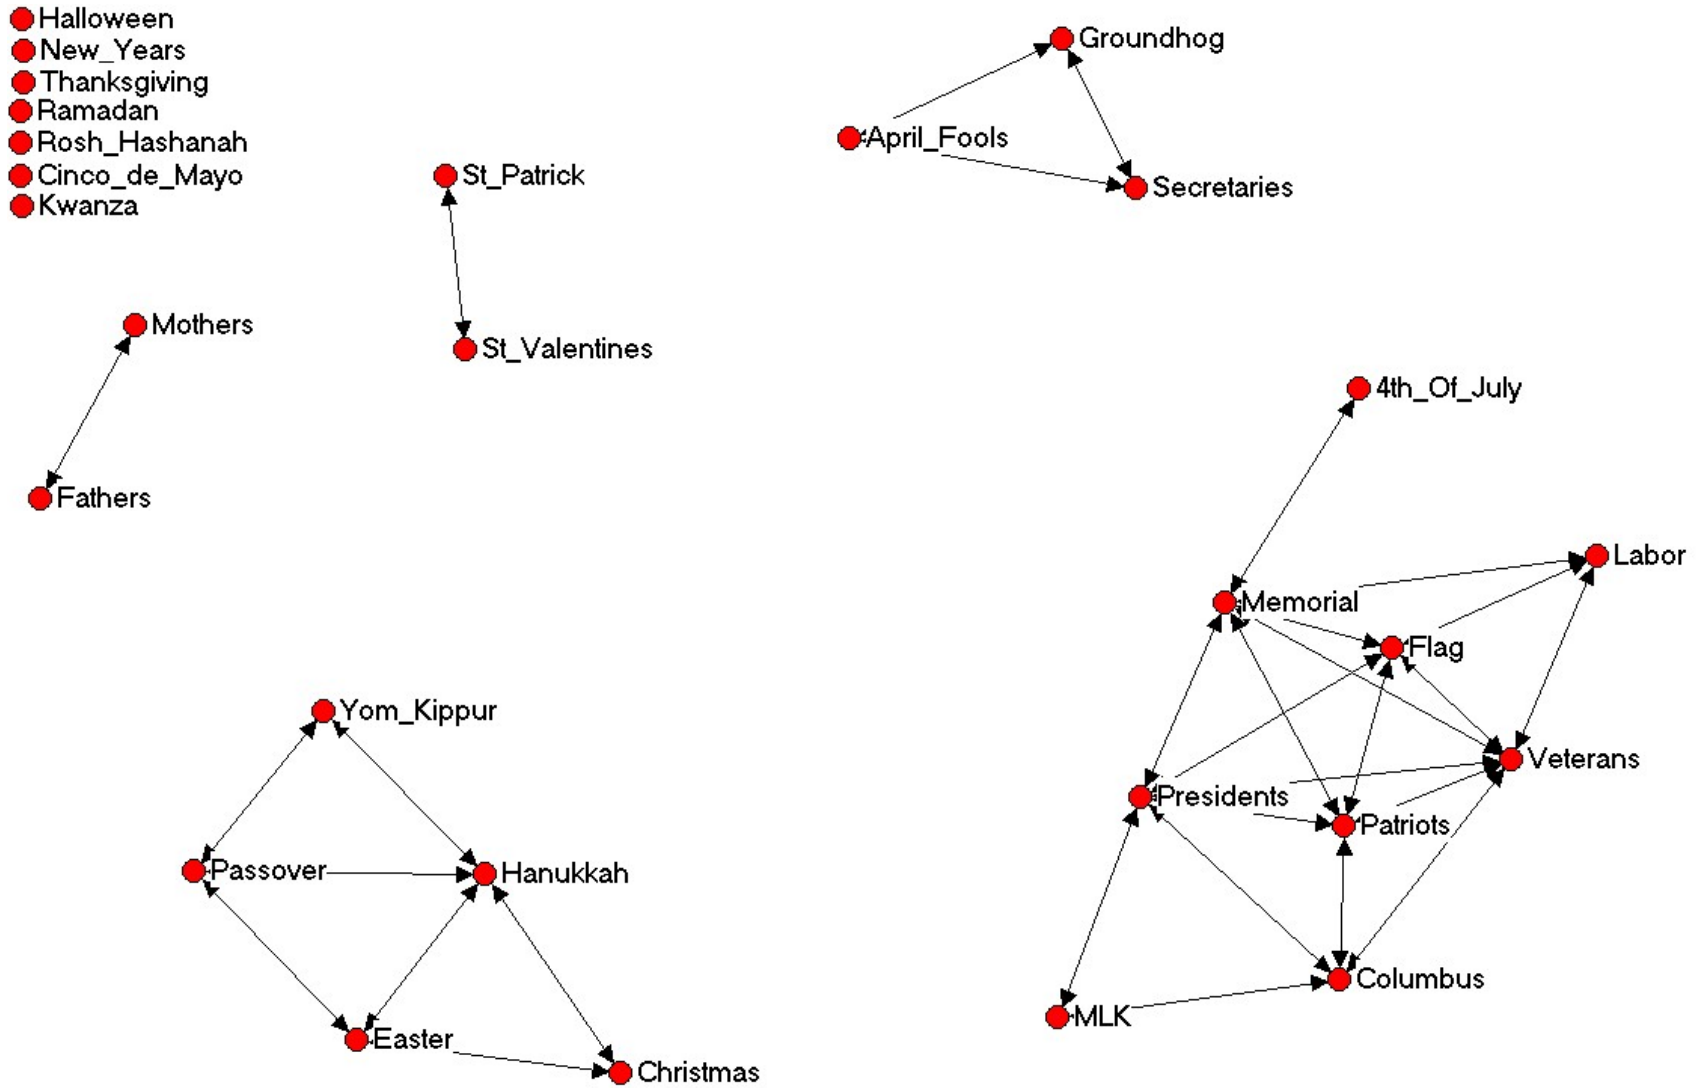 Halloween
New_Years
Thanksgiving
Ramadan
Rosh_Hashanah
Cinco_de_Mayo
Kwanza
Groundhog
April_Fools
Secretaries
St_Patrick
St_Valentines
Mothers
Fathers
4th_Of_July
Labor
Memorial
Flag
Veterans
Presidents
Patriots
Columbus
MLK
Yom_Kippur
Passover
Hanukkah
Easter
Christmas